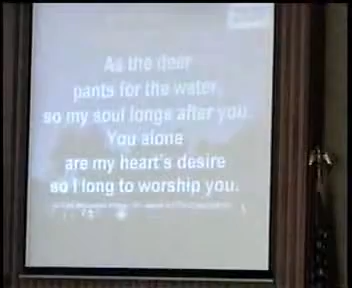 As the deer
pants for the water,
so my soul longs after you.
You alone
are my heart's desire
so I long to worship you.